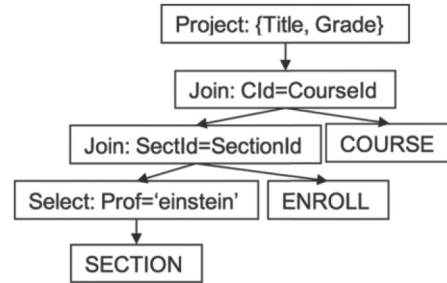 Project: {Title, Grade}
Join: CId=CourseId
Join: SectId=SectionId
COURSE
Select: Prof=‘einstein’
ENROLL
SECTION